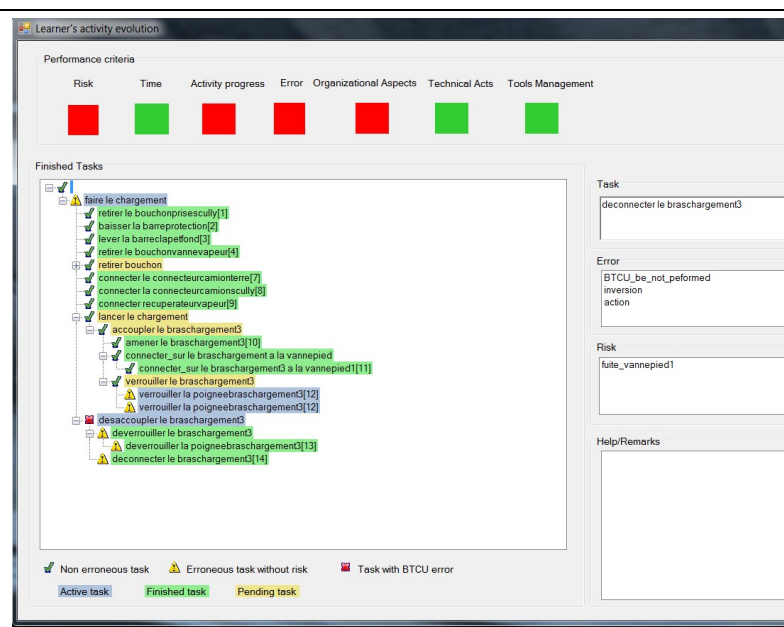 Learner's activity evolution
Performance criteria
Risk Time Activity progress Error Organizational Aspects Technical Acts Tools Management
Finished Tasks
faire le chargement
retirer le bouchonprisescully[1]
baisser la barreprotection[2]
lever la barreclapetfond[3]
retirer le bouchonvannevapeur[4]
retirer bouchon
connecter le connecteurcamionterre[7]
connecter la connecteurcamionscully[8]
connecter recuperateurvapeur[9]
lancer le chargement
accoupler le braschargement3
amener le braschargement3[10]
connecter_sur le braschargement a la vannepied
connecter_sur le braschargement3 a la vannepied1[11]
verrouiller le braschargement3
verrouiller la poigneebraschargement3[12]
verrouiller la poigneebraschargement3[12]
desaccoupler le braschargement3
deverrouiller le braschargement3
deverrouiller la poigneebraschargement3[13]
deconnecter le braschargement3[14]
Non erroneous task Erroneous task without risk Task with BTCU error
Active task Finished task Pending task
Task
deconnecter le braschargement3
Error
BTCU_be_not_peformed
inversion
action
Risk
fuite_vannepied1
Help/Remarks